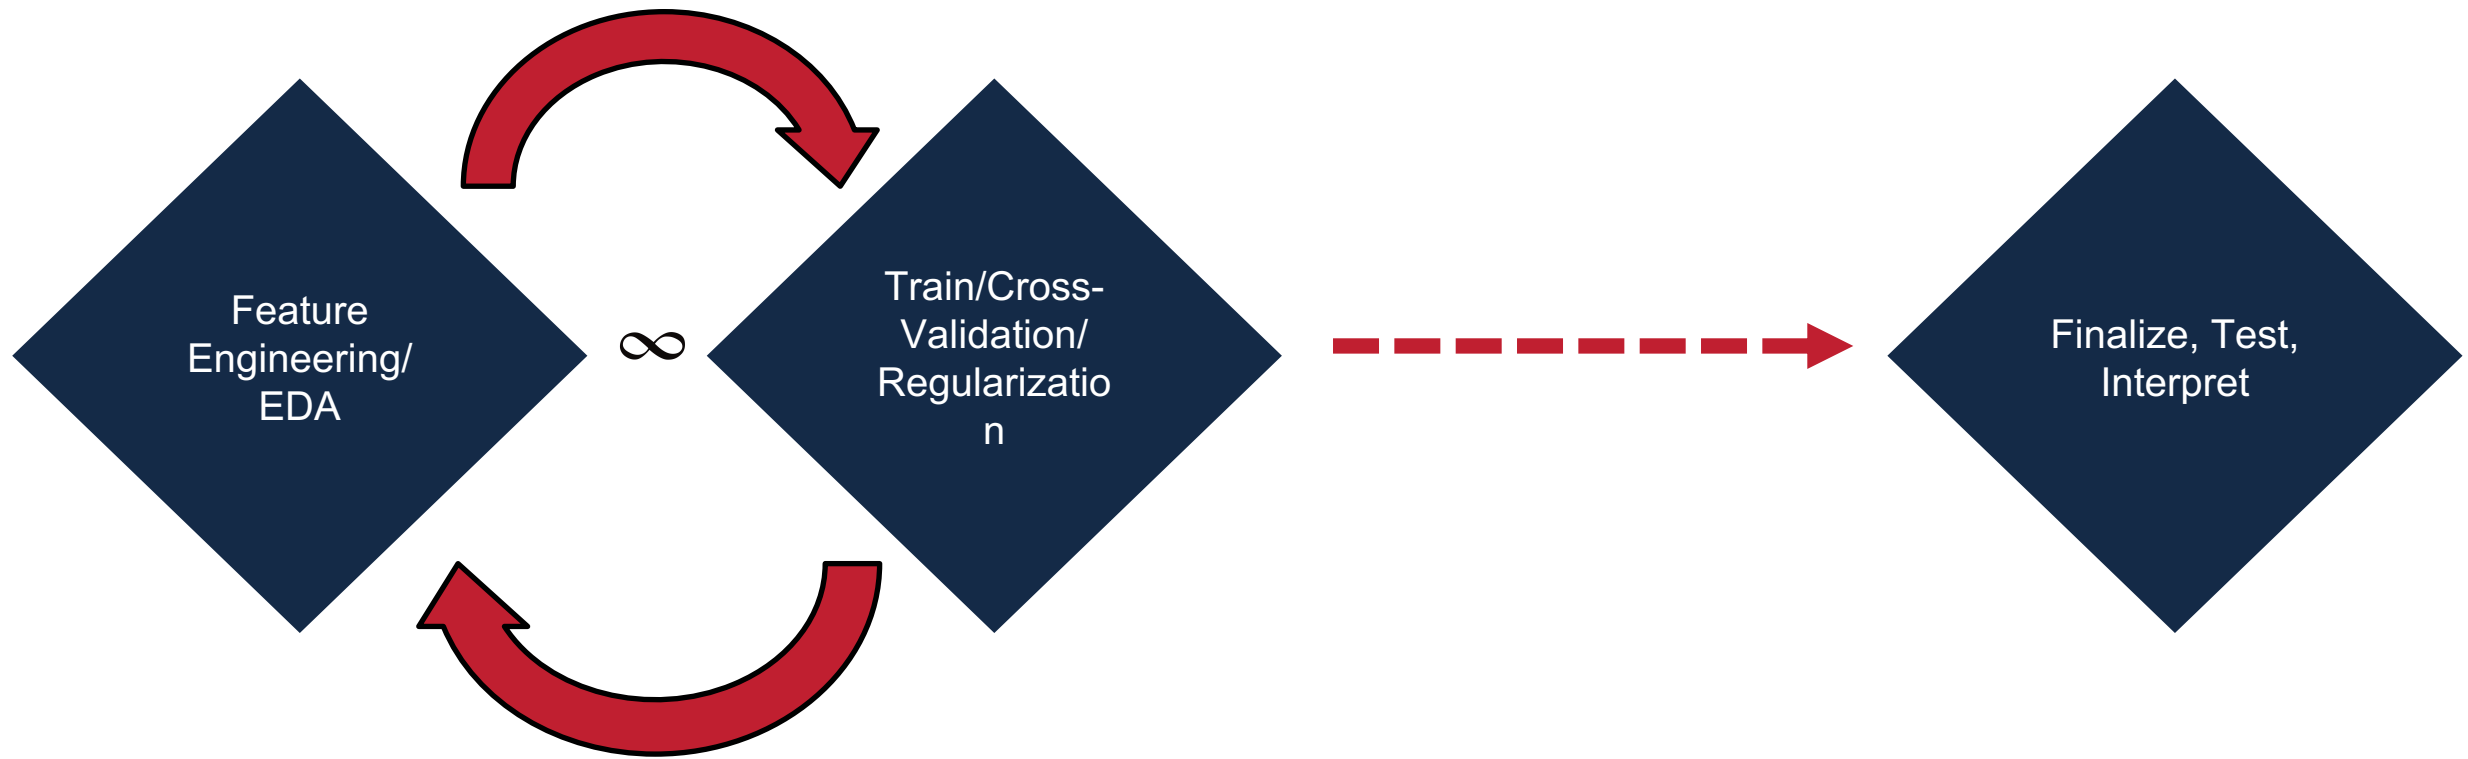 Feature
Engineering/
EDA
∞
Train/Cross-
Validation/
Regularizatio
n
Finalize, Test,
Interpret